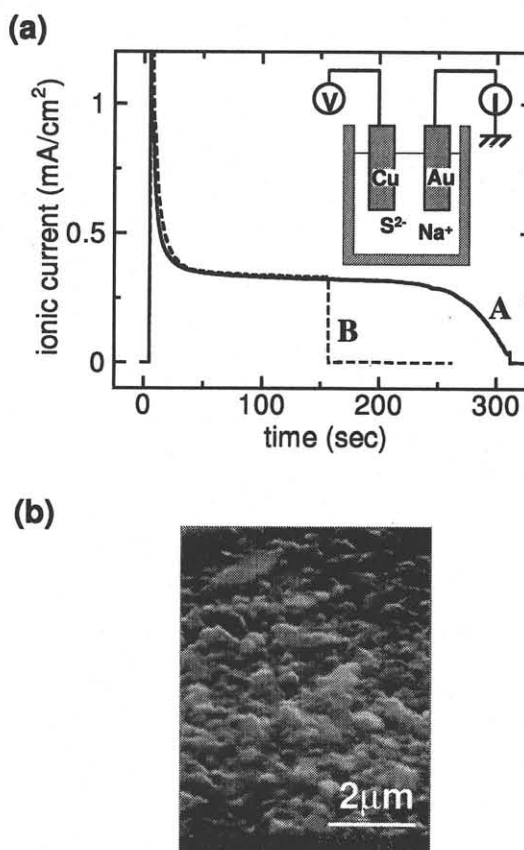 (a)
ionic current (mA/cm²)
1
0.5
0
V
I
Cu
Au
S²⁻
Na⁺
A
B
0
100
200
300
time (sec)
(b)
2μm